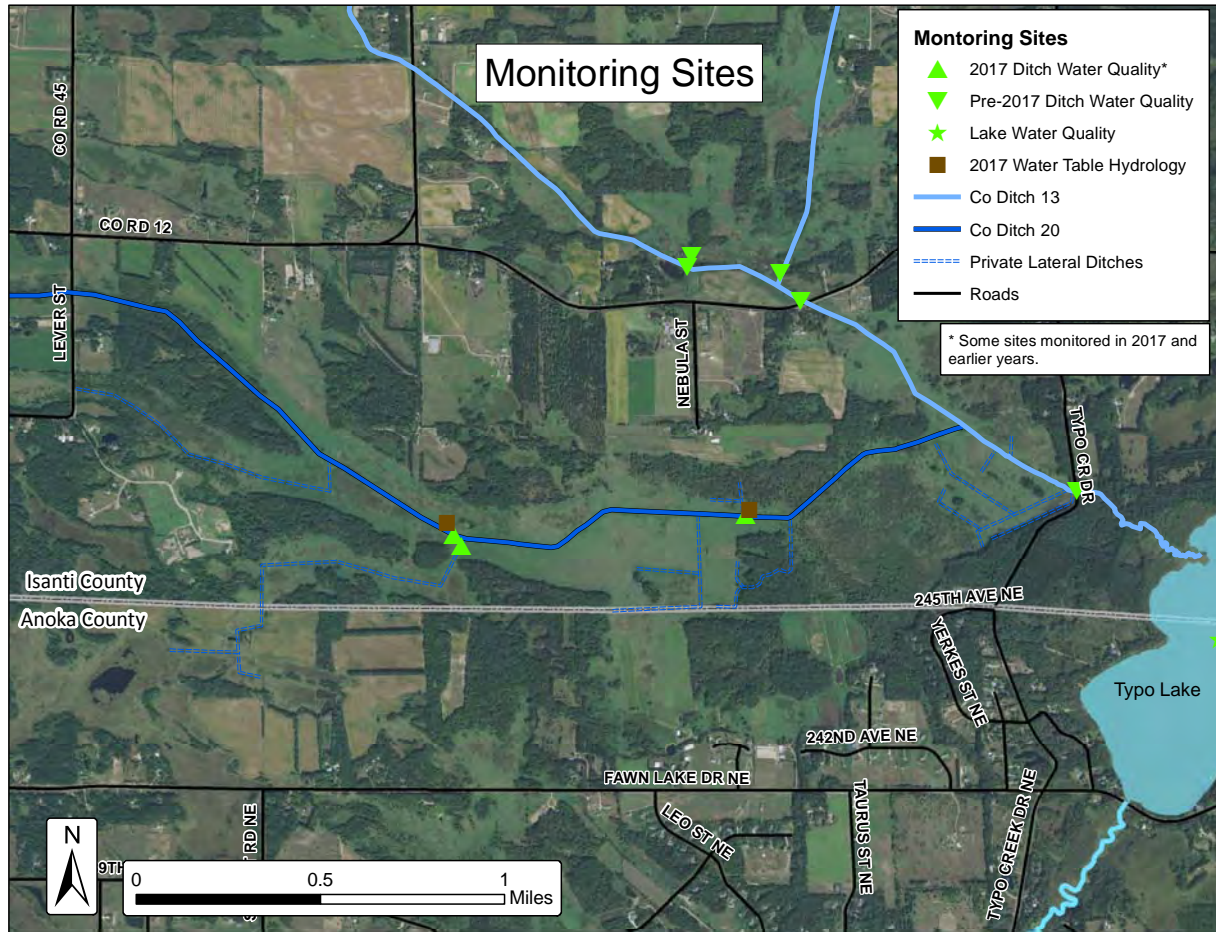 Monitoring Sites
Montoring Sites
2017 Ditch Water Quality*
Pre-2017 Ditch Water Quality
Lake Water Quality
2017 Water Table Hydrology
Co Ditch 13
Co Ditch 20
Private Lateral Ditches
Roads
* Some sites monitored in 2017 and
earlier years.
CO RD 45
CO RD 12
LEVER ST
NEBULA ST
TYPO CR DR
Isanti County
Anoka County
245TH AVE NE
YERKES ST NE
Typo Lake
242ND AVE NE
FAWN LAKE DR NE
LEO ST NE
TAURUS ST NE
TYPO CREEK DR NE
RD NE
9TH
N
0 0.5 1
Miles